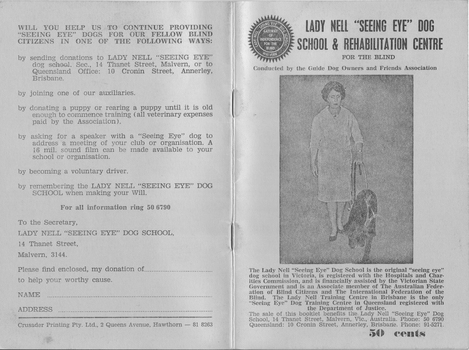 WILL YOU HELP US TO CONTINUE PROVIDING
"SEEING EYE" DOGS FOR OUR FELLOW BLIND
CITIZENS IN ONE OF THE FOLLOWING WAYS:
by sending donations to LADY NELL "SEEING EYE"
dog school. Sec., 14 Thanet Street, Malvern, or to
Queensland Office: 10 Cronin Street, Annerley,
Brisbane.
by joining one of our auxiliaries.
by donating a puppy or rearing a puppy until it is old
enough to commence training (all veterinary expenses
paid by the Association).
by asking for a speaker with a "Seeing Eye" dog to
address a meeting of your club or organisation. A
16 mil. sound film can be made available to your
school or organisation.
by becoming a voluntary driver.
by remembering the LADY NELL "SEEING EYE" DOG
SCHOOL when making your Will.
For all information ring 50 6790
To the Secretary,
LADY NELL "SEEING EYE" DOG SCHOOL,
14 Thanet Street,
Malvern, 3144.
Please find enclosed, my donation of
to help your worthy cause.
NAME
ADDRESS
Crusader Printing Pty. Ltd., 3 Queens Avenue, Hawthorn — 81 8363
LADY NELL "SEEING EYE" DOG
SCHOOL & REHABILITATION CENTRE
FOR THE BLIND
Conducted by the Guide Dog Owners and Friends Association
The Lady Nell "Seeing Eye" Dog School is the original "seeing eye"
dog school in Victoria, is registered with the Hospitals and Char-
ities Commission, and is financially assisted by the Victorian State
Government and is an Associate member of The Australian Feder-
ation of Blind Citizens and The International Federation of the
Blind. The Lady Nell Training Centre in Brisbane is the only
"Seeing Eye" Dog Training Centre in Queensland registered with
the Department of Justice.
The sale of this booklet benefits the Lady Nell "Seeing Eye" Dog
School, 14 Thanet Street, Malvern, Vic., Australia. Phone: 50 6790
Queensland: 10 Cronin Street, Annerley, Brisbane. Phone: 91-5271
50 cents